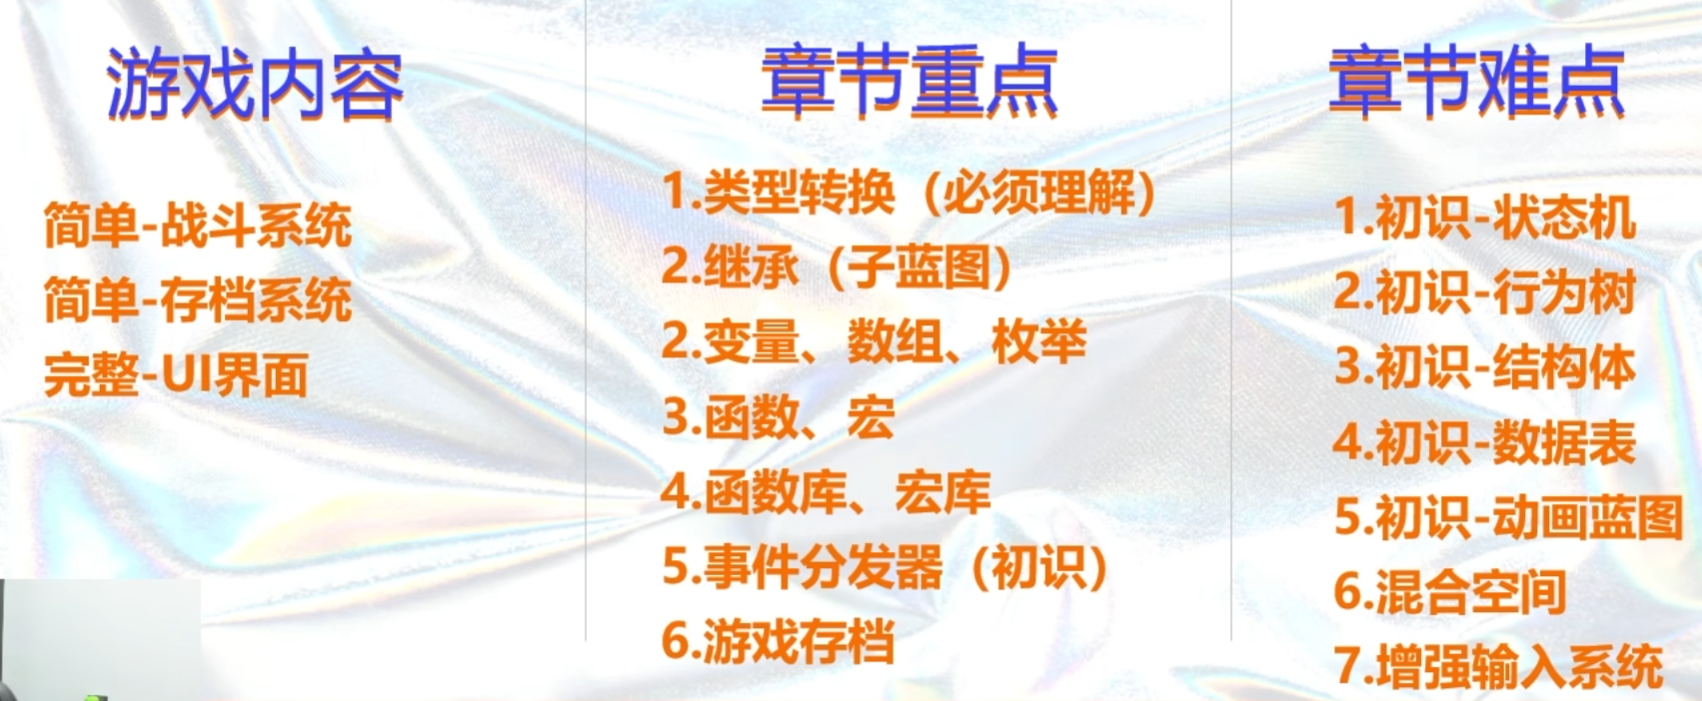 游戏内容
简单-战斗系统
简单-存档系统
完整-UI界面
章节重点
1.类型转换（必须理解）
2.继承（子蓝图）
2.变量、数组、枚举
3.函数、宏
4.函数库、宏库
5.事件分发器（初识）
6.游戏存档
章节难点
1.初识-状态机
2.初识-行为树
3.初识-结构体
4.初识-数据表
5.初识-动画蓝图
6.混合空间
7.增强输入系统